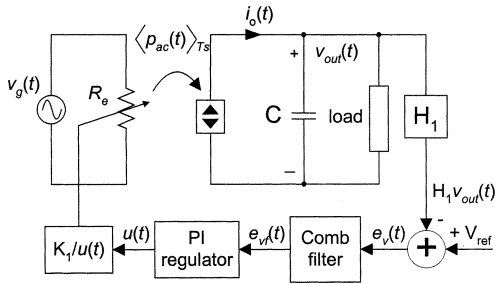 ⟨p_ac(t)⟩_Ts
i_o(t)
v_g(t)
R_e
+
v_out(t)
C
load
H_1
–
H_1v_out(t)
-
K_1/u(t)
u(t)
PI
regulator
e_vf(t)
Comb
filter
e_v(t)
+
+ V_ref